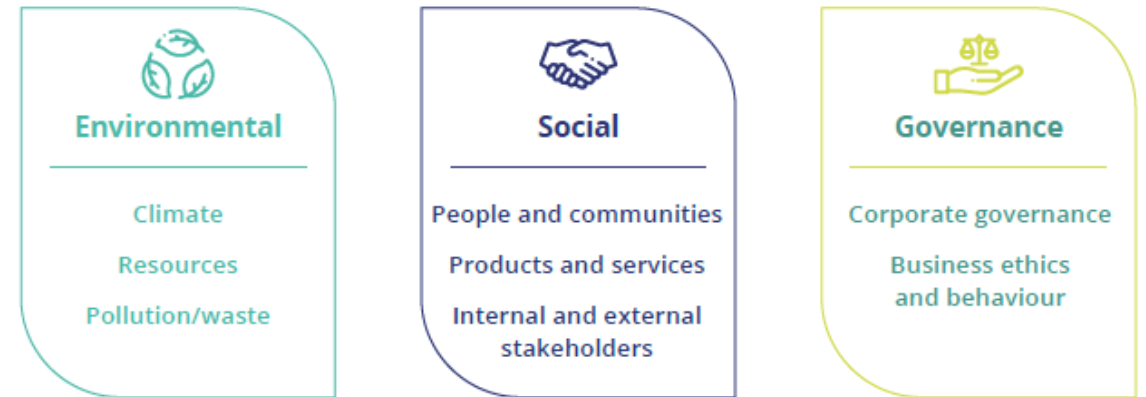 Environmental
Climate
Resources
Pollution/waste
Social
People and communities
Products and services
Internal and external
stakeholders
Governance
Corporate governance
Business ethics
and behaviour